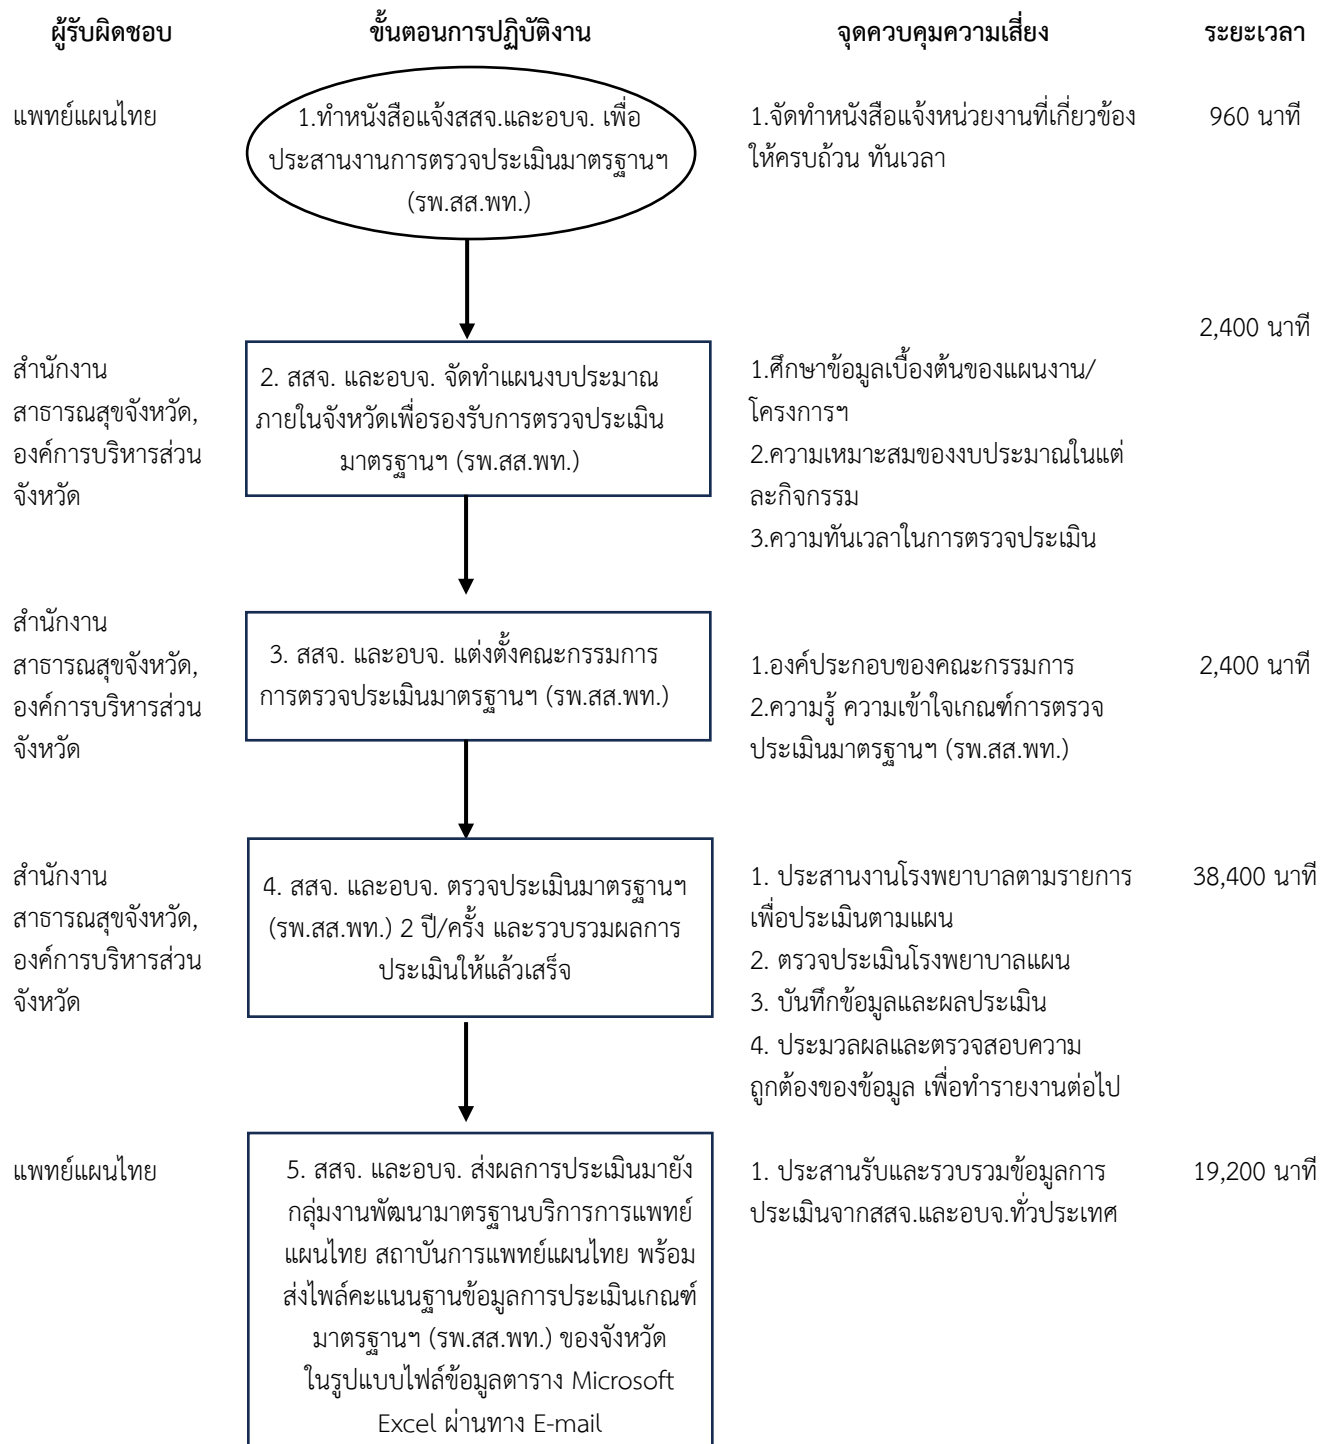 ผู้รับผิดชอบ ขั้นตอนการปฏิบัติงาน จุดควบคุมความเสี่ยง ระยะเวลา
แพทย์แผนไทย
1.ทำหนังสือแจ้งสสจ.และอบจ. เพื่อ
ประสานงานการตรวจประเมินมาตรฐานฯ
(รพ.สส.พท.)
1.จัดทำหนังสือแจ้งหน่วยงานที่เกี่ยวข้อง
ให้ครบถ้วน ทันเวลา
960 นาที
สำนักงาน
สาธารณสุขจังหวัด,
องค์การบริหารส่วน
จังหวัด
2. สสจ. และอบจ. จัดทำแผนงบประมาณ
ภายในจังหวัดเพื่อรองรับการตรวจประเมิน
มาตรฐานฯ (รพ.สส.พท.)
1.ศึกษาข้อมูลเบื้องต้นของแผนงาน/
โครงการฯ
2.ความเหมาะสมของงบประมาณในแต่
ละกิจกรรม
3.ความทันเวลาในการตรวจประเมิน
2,400 นาที
สำนักงาน
สาธารณสุขจังหวัด,
องค์การบริหารส่วน
จังหวัด
3. สสจ. และอบจ. แต่งตั้งคณะกรรมการ
การตรวจประเมินมาตรฐานฯ (รพ.สส.พท.)
1.องค์ประกอบของคณะกรรมการ
2.ความรู้ ความเข้าใจเกณฑ์การตรวจ
ประเมินมาตรฐานฯ (รพ.สส.พท.)
2,400 นาที
สำนักงาน
สาธารณสุขจังหวัด,
องค์การบริหารส่วน
จังหวัด
4. สสจ. และอบจ. ตรวจประเมินมาตรฐานฯ
(รพ.สส.พท.) 2 ปี/ครั้ง และรวบรวมผลการ
ประเมินให้แล้วเสร็จ
1. ประสานงานโรงพยาบาลตามรายการ
เพื่อประเมินตามแผน
2. ตรวจประเมินโรงพยาบาลแผน
3. บันทึกข้อมูลและผลประเมิน
4. ประมวลผลและตรวจสอบความ
ถูกต้องของข้อมูล เพื่อทำรายงานต่อไป
38,400 นาที
แพทย์แผนไทย
5. สสจ. และอบจ. ส่งผลการประเมินมายัง
กลุ่มงานพัฒนามาตรฐานบริการการแพทย์
แผนไทย สถาบันการแพทย์แผนไทย พร้อม
ส่งไพล์คะแนนฐานข้อมูลการประเมินเกณฑ์
มาตรฐานฯ (รพ.สส.พท.) ของจังหวัด
ในรูปแบบไฟล์ข้อมูลตาราง Microsoft
Excel ผ่านทาง E-mail
1. ประสานรับและรวบรวมข้อมูลการ
ประเมินจากสสจ.และอบจ.ทั่วประเทศ
19,200 นาที